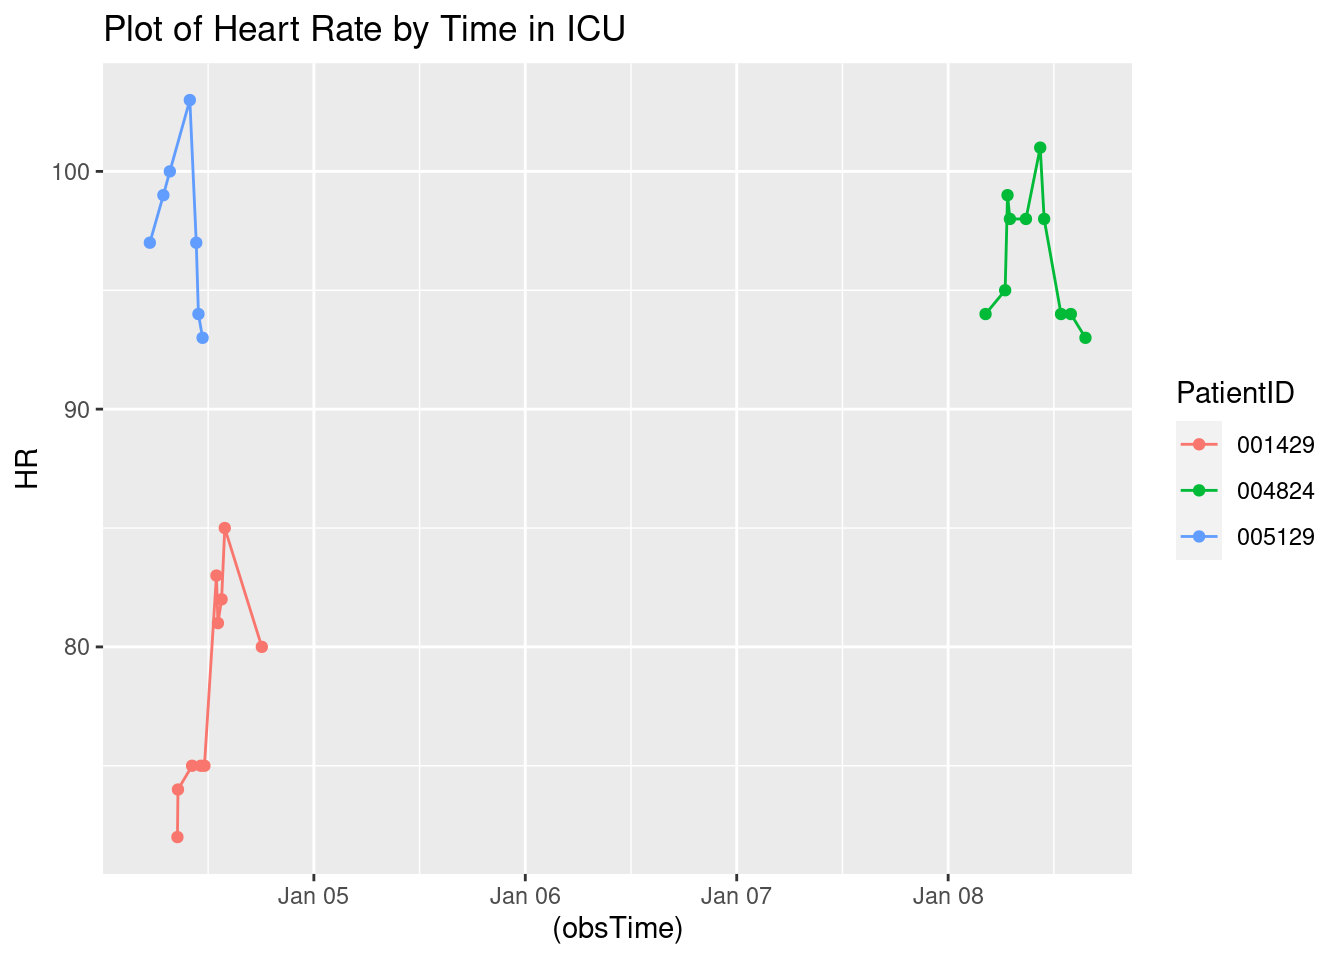 Plot of Heart Rate by Time in ICU
100
90
80
HR
Jan 05
Jan 06
Jan 07
Jan 08
(obsTime)
PatientID
001429
004824
005129